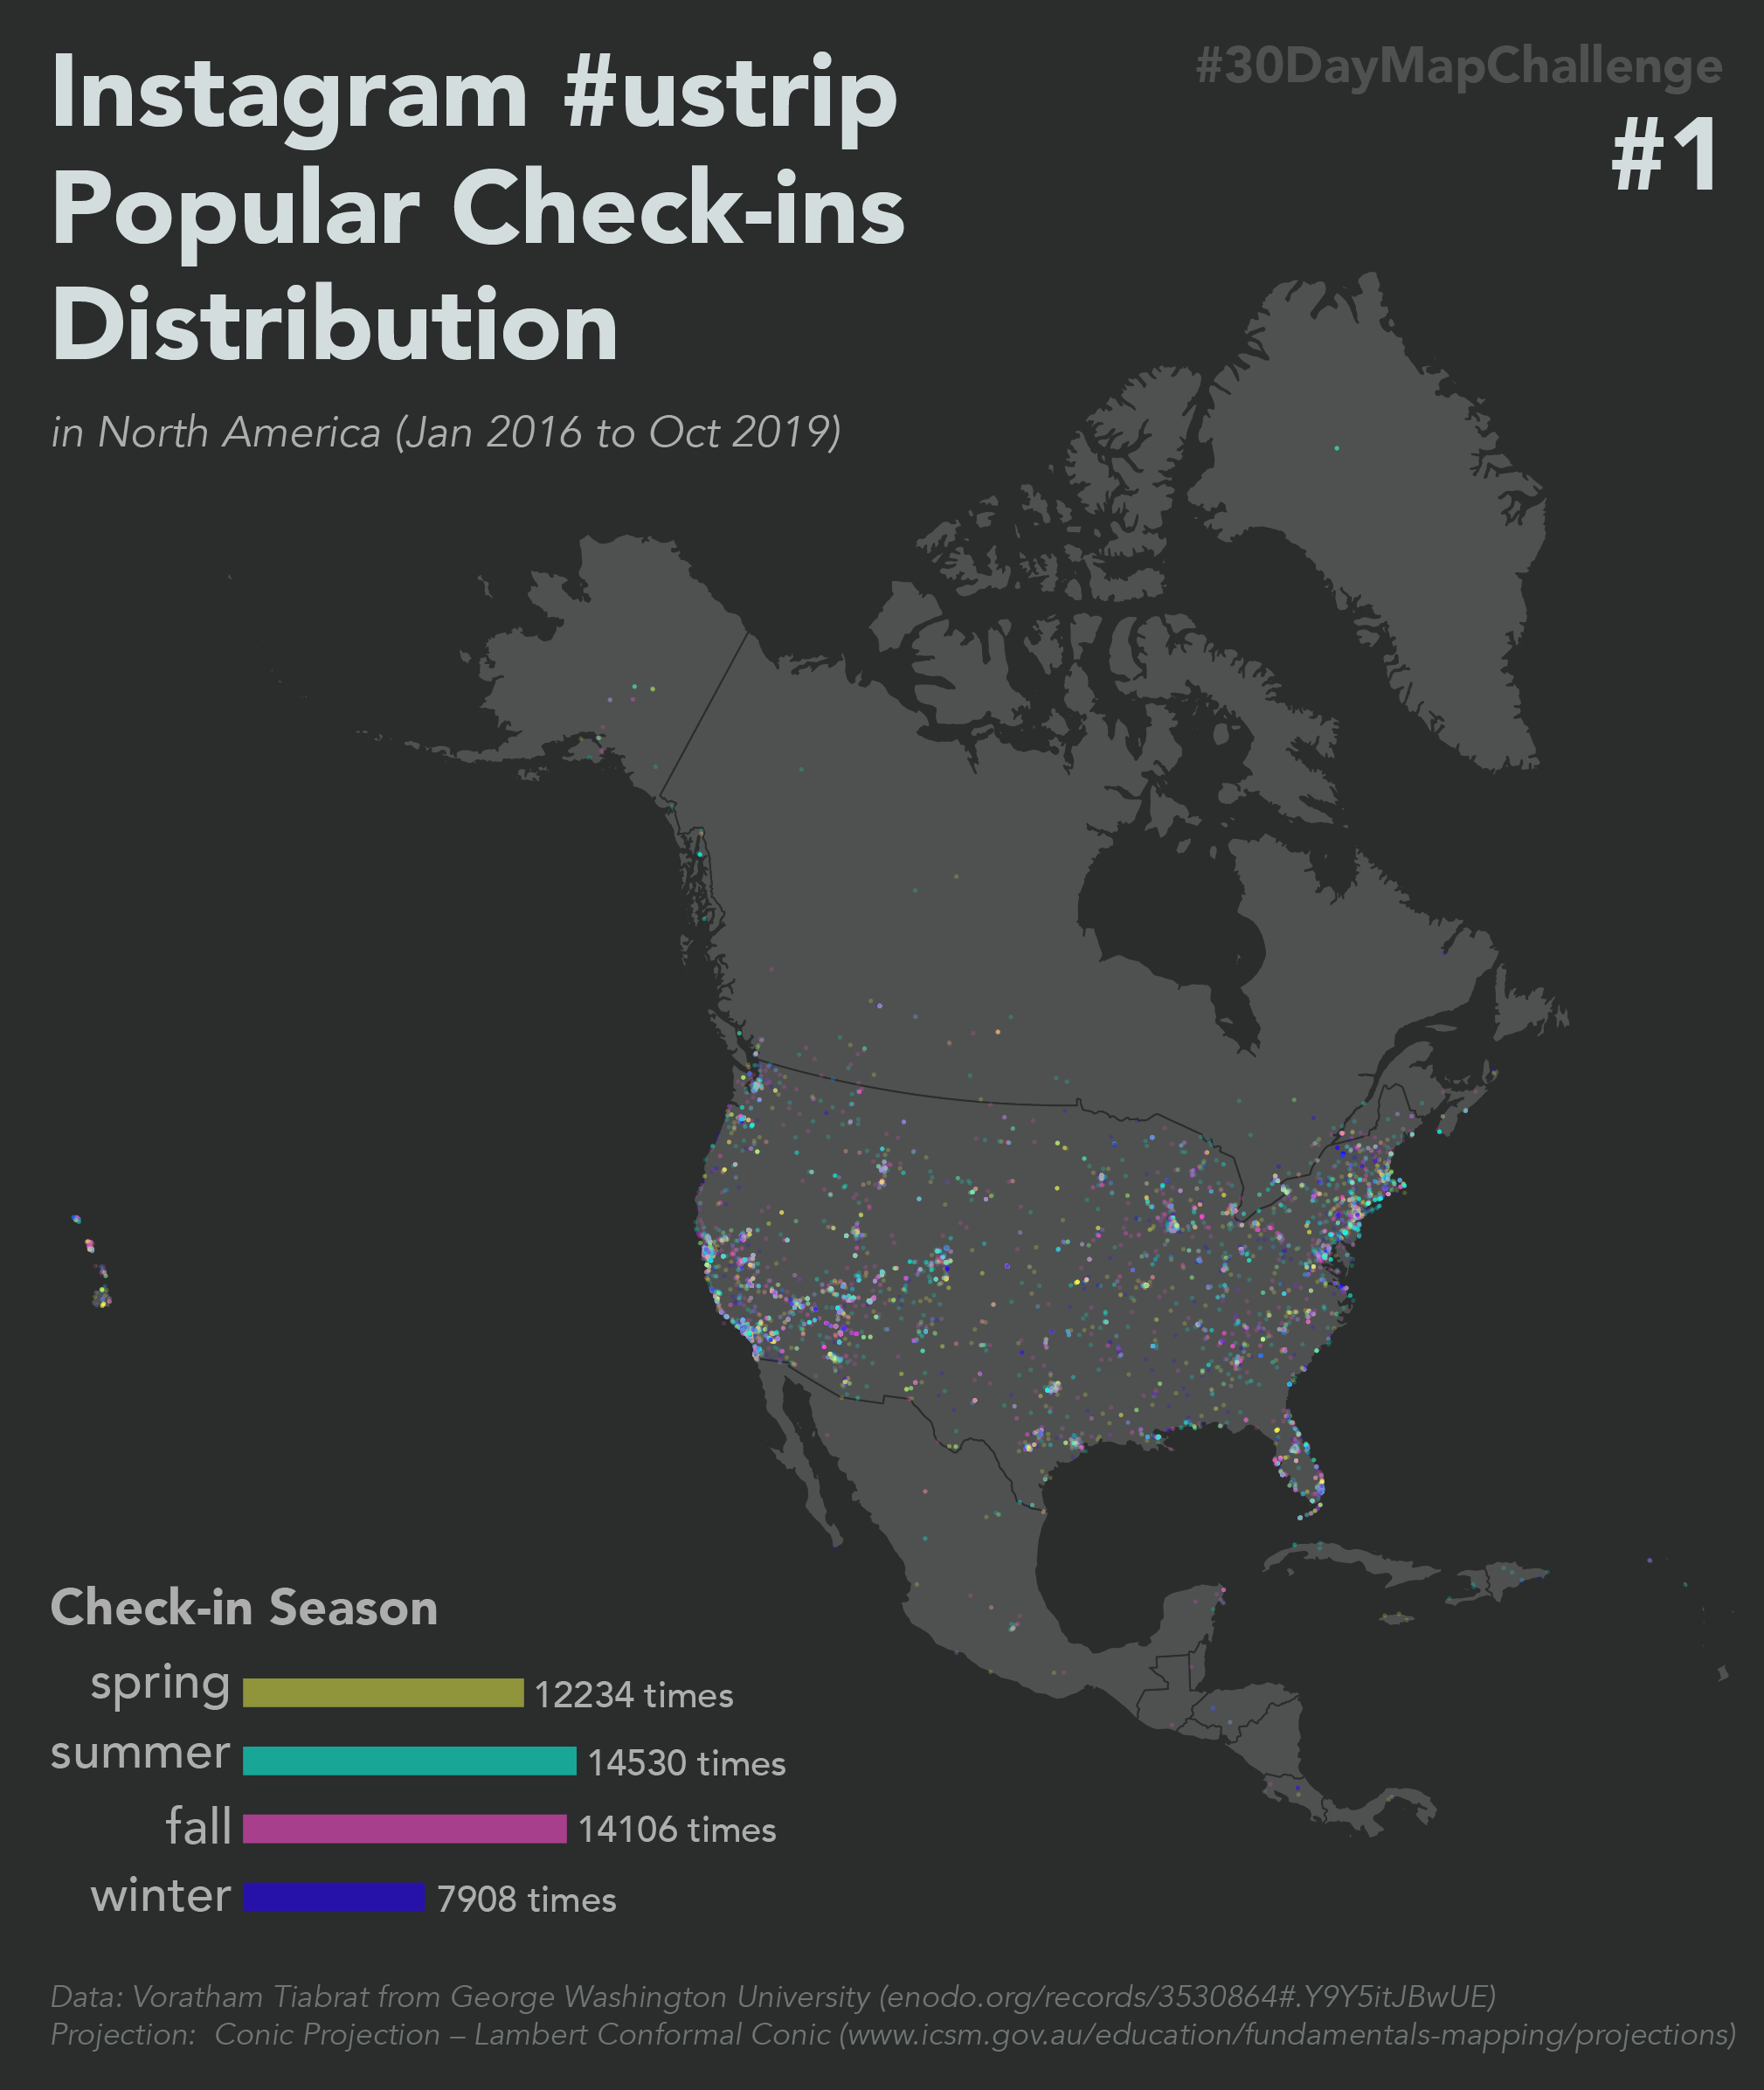 Instagram #ustrip
Popular Check-ins
Distribution
in North America (Jan 2016 to Oct 2019)
#30DayMapChallenge
#1
Check-in Season
spring 12234 times
summer 14530 times
fall 14106 times
winter 7908 times
Data: Voratham Tiabrat from George Washington University (enodo.org/records/3530864#.Y9Y5itJBwUE)
Projection:  Conic Projection – Lambert Conformal Conic (www.icsm.gov.au/education/fundamentals-mapping/projections)